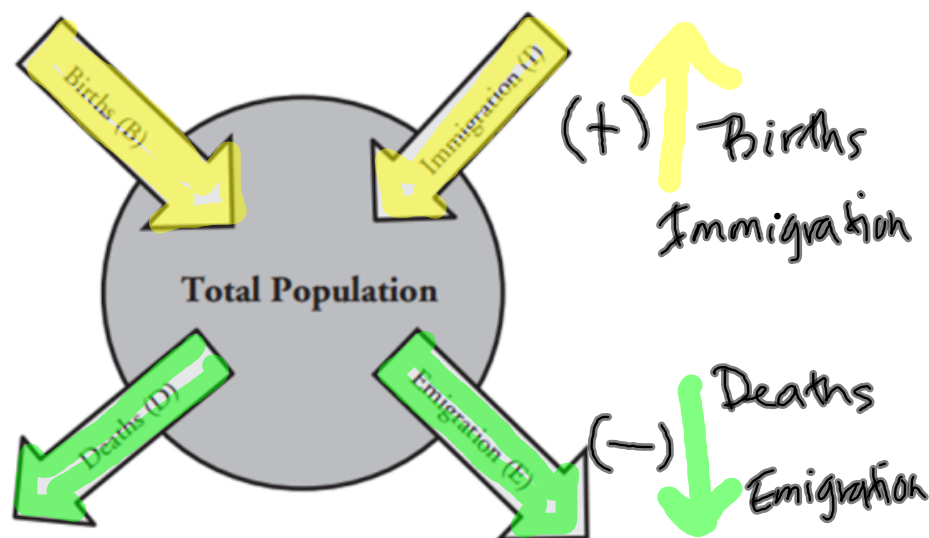 Births (B)
Immigration (I)
(+)
Births
Immigration
Total Population
Deaths (D)
Emigration (E)
(−)
Deaths
Emigration